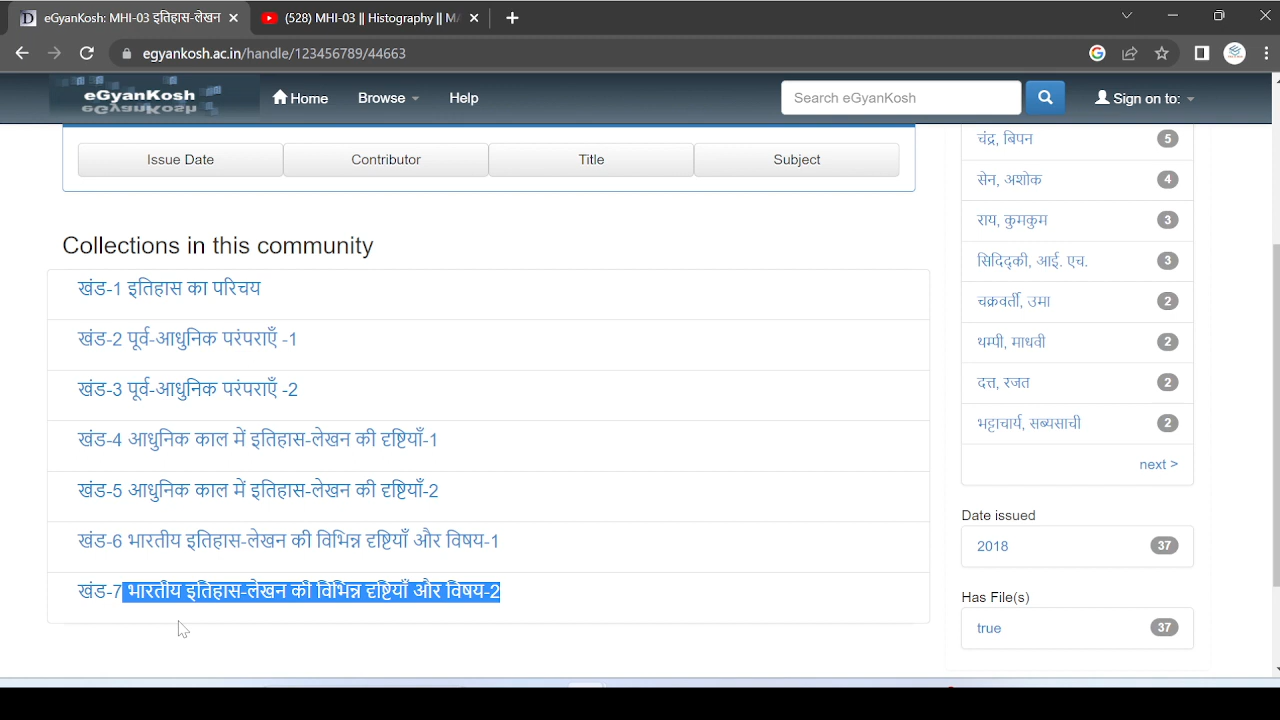 eGyanKosh: MHI-03 इतिहास-लेखन
(528) MHI-03 || Histography || M
egyankosh.ac.in/handle/123456789/44663
eGyanKosh
Home
Browse
Help
Search eGyanKosh
Sign on to:
Issue Date
Contributor
Title
Subject
Collections in this community
खंड-1 इतिहास का परिचय
खंड-2 पूर्व-आधुनिक परंपराएँ -1
खंड-3 पूर्व-आधुनिक परंपराएँ -2
खंड-4 आधुनिक काल में इतिहास-लेखन की दृष्टियाँ-1
खंड-5 आधुनिक काल में इतिहास-लेखन की दृष्टियाँ-2
खंड-6 भारतीय इतिहास-लेखन की विभिन्न दृष्टियाँ और विषय-1
खंड-7 भारतीय इतिहास-लेखन की विभिन्न दृष्टियाँ और विषय-2
चंद्र, बिपन 5
सेन, अशोक 4
राय, कुमकुम 3
सिदिद्की, आई. एच. 3
चक्रवर्ती, उमा 2
थम्पी, माधवी 2
दत्त, रजत 2
भट्टाचार्य, सब्यसाची 2
next >
Date issued
2018 37
Has File(s)
true 37